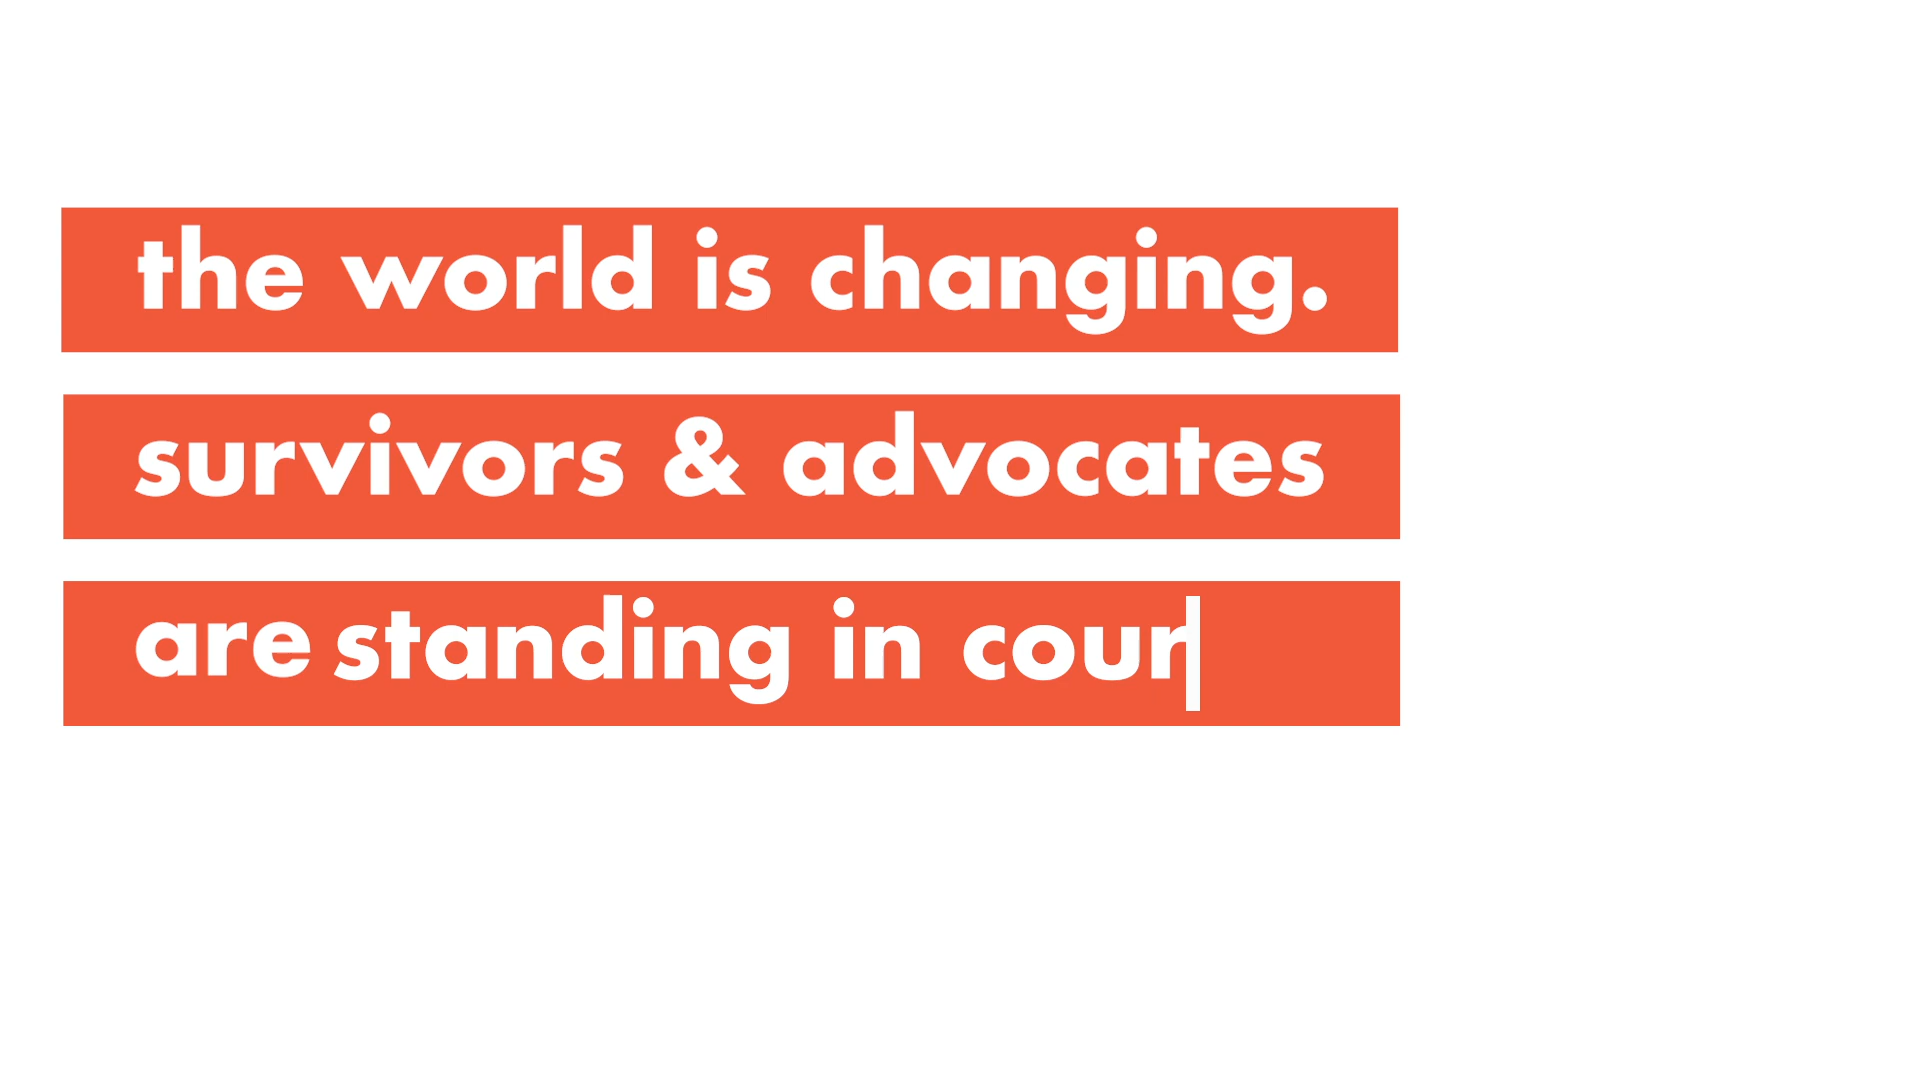 the world is changing.
survivors & advocates
are standing in cour